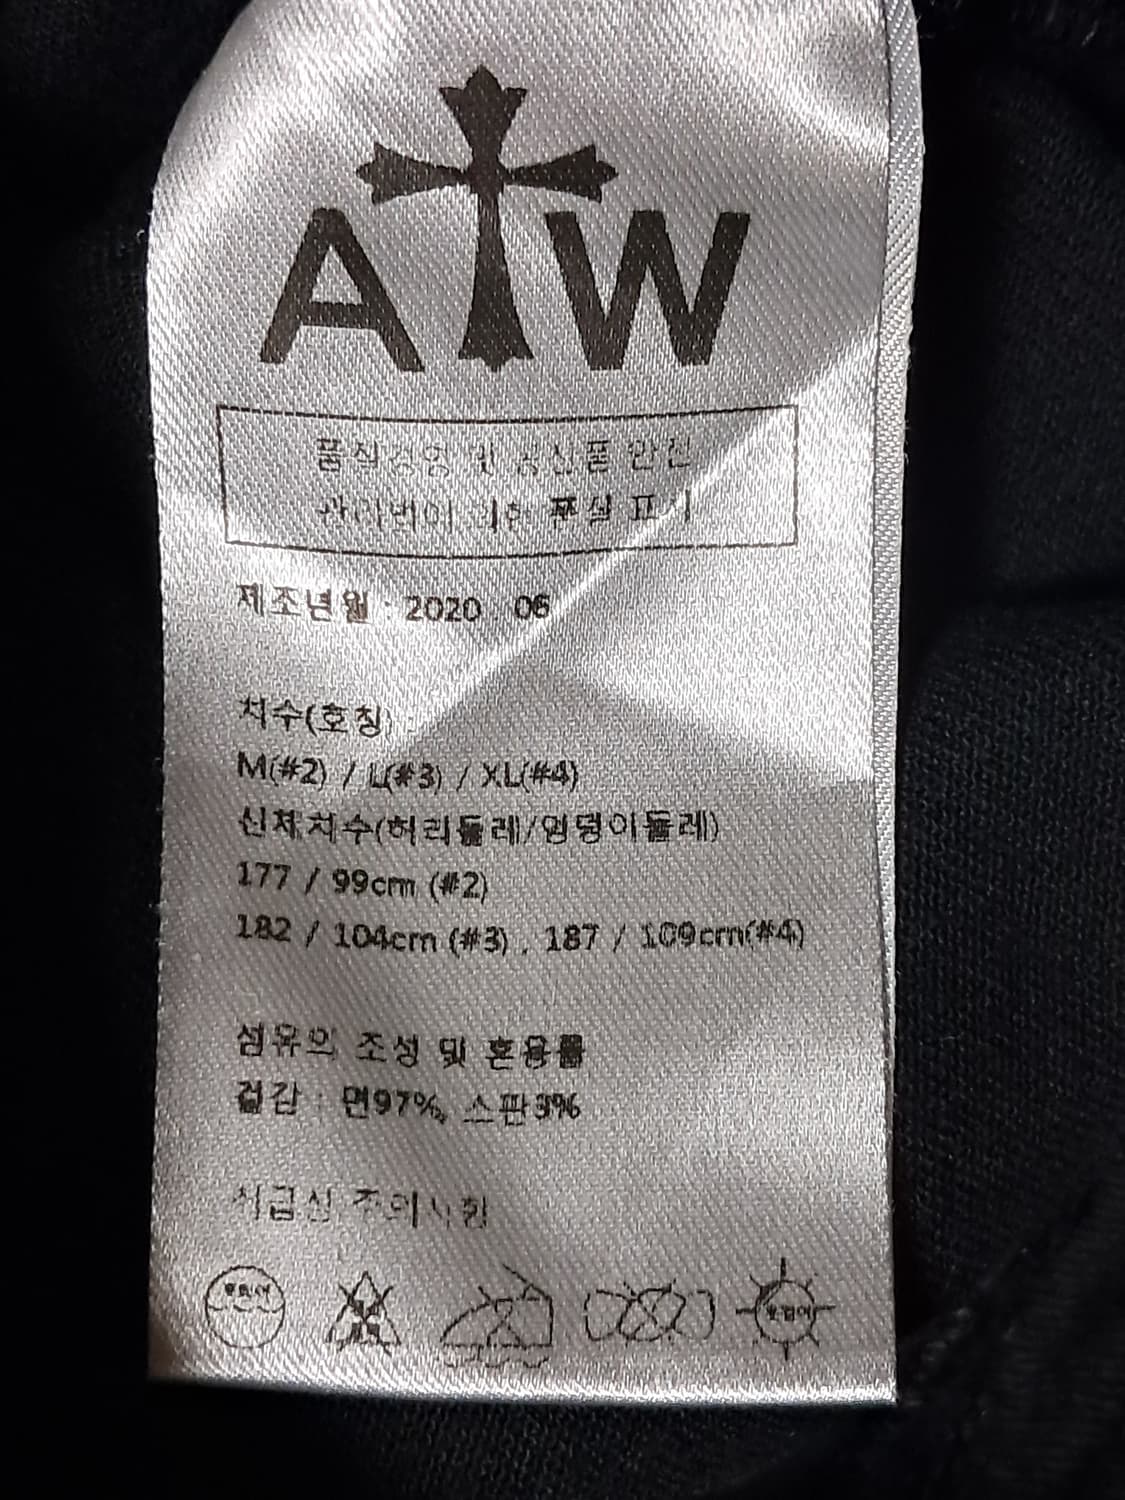 A W
품질경영 및 공산품 안전
관리법에 의한 품질 표시
제조년월 : 2020 . 06
치수(호칭) :
M(#2) / L(#3) / XL(#4)
신체치수(허리둘레/엉덩이둘레)
177 / 99cm (#2)
182 / 104cm (#3) , 187 / 109cm(#4)
섬유의 조성 및 혼용률
겉감 : 면97%, 스판3%
취급상 주의사항